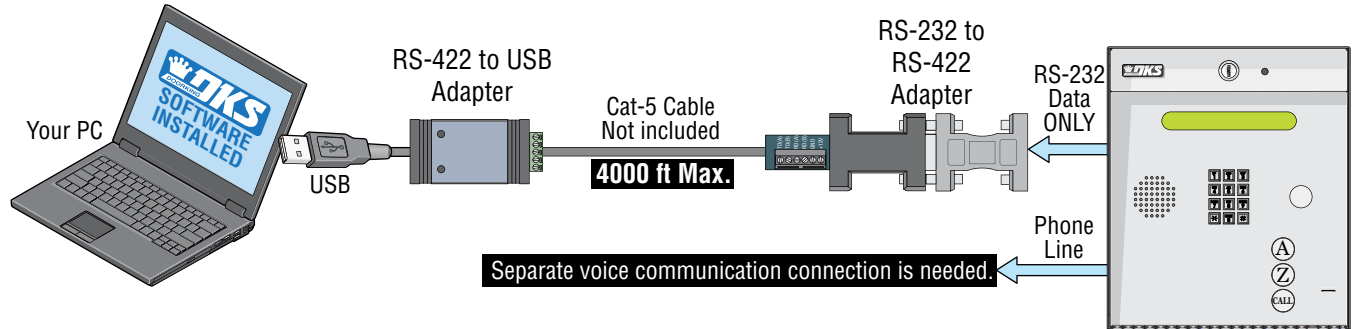 Your PC
DKS
DOORKING
SOFTWARE
INSTALLED
USB
RS-422 to USB
Adapter
Cat-5 Cable
Not included
4000 ft Max.
RS-232 to
RS-422
Adapter
RS-232
Data
ONLY
Phone
Line
Separate voice communication connection is needed.
DKS
A
Z
CALL